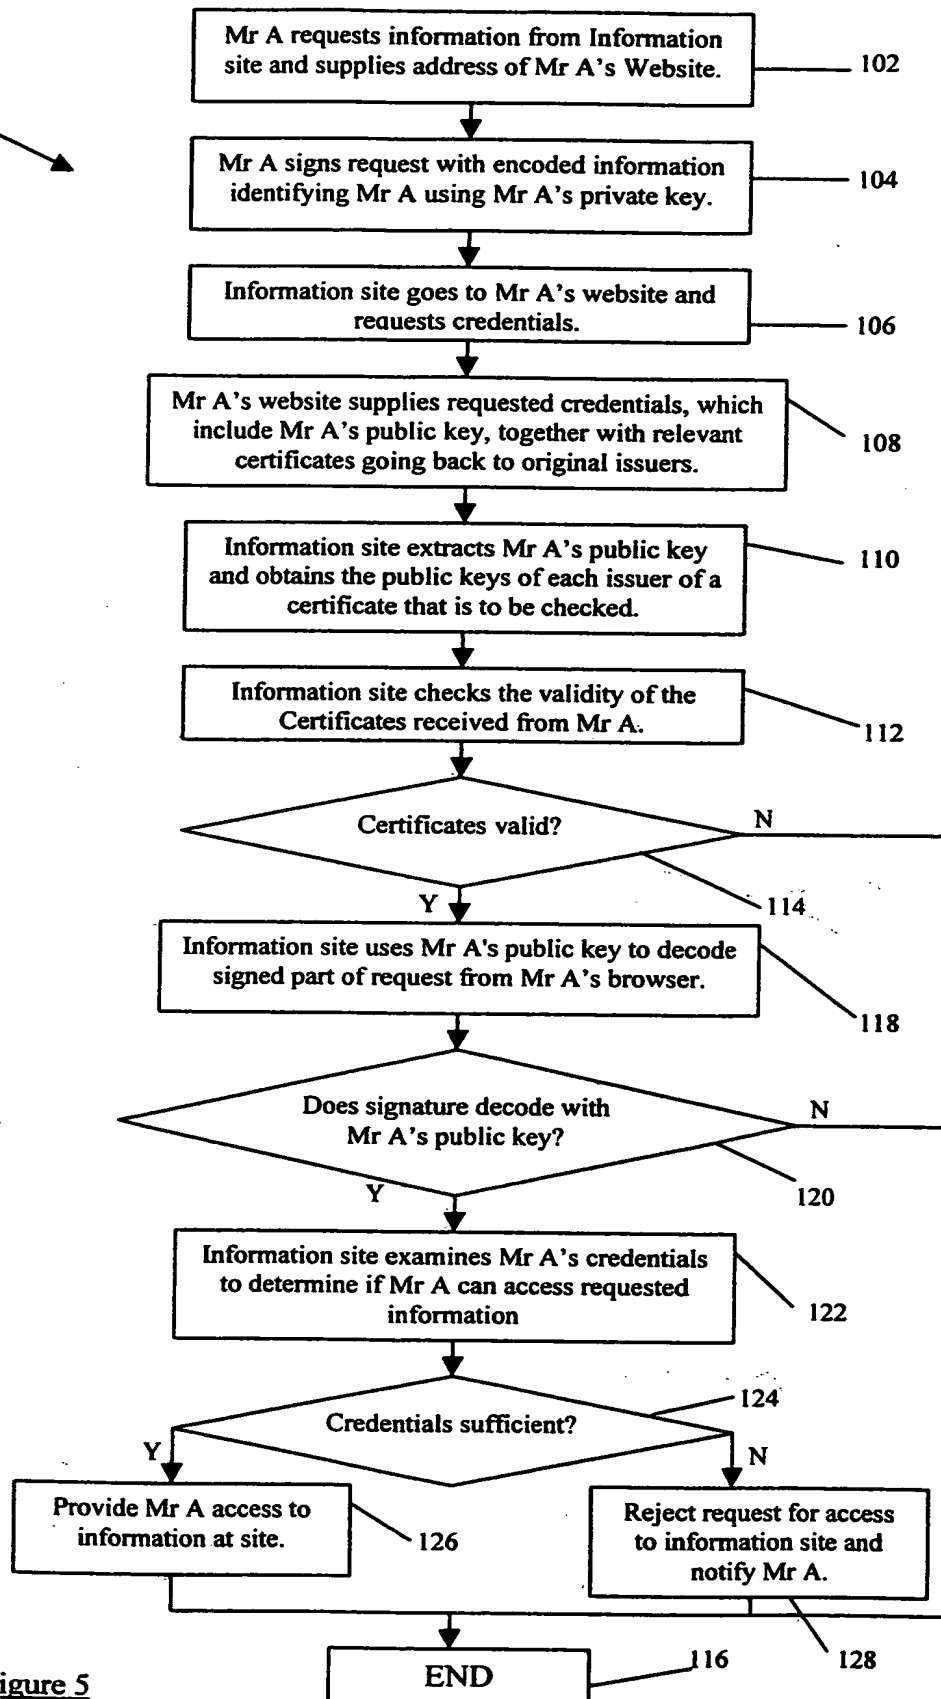 Mr A requests information from Information
site and supplies address of Mr A's Website.
102
Mr A signs request with encoded information
identifying Mr A using Mr A's private key.
104
Information site goes to Mr A's website and
requests credentials.
106
Mr A's website supplies requested credentials, which
include Mr A's public key, together with relevant
certificates going back to original issuers.
108
Information site extracts Mr A's public key
and obtains the public keys of each issuer of a
certificate that is to be checked.
110
Information site checks the validity of the
Certificates received from Mr A.
112
Certificates valid?
N
114
Y
Information site uses Mr A's public key to decode
signed part of request from Mr A's browser.
118
Does signature decode with
Mr A's public key?
N
120
Y
Information site examines Mr A's credentials
to determine if Mr A can access requested
information
122
Credentials sufficient?
124
Y
N
Provide Mr A access to
information at site.
126
Reject request for access
to information site and
notify Mr A.
128
END
116
igure 5